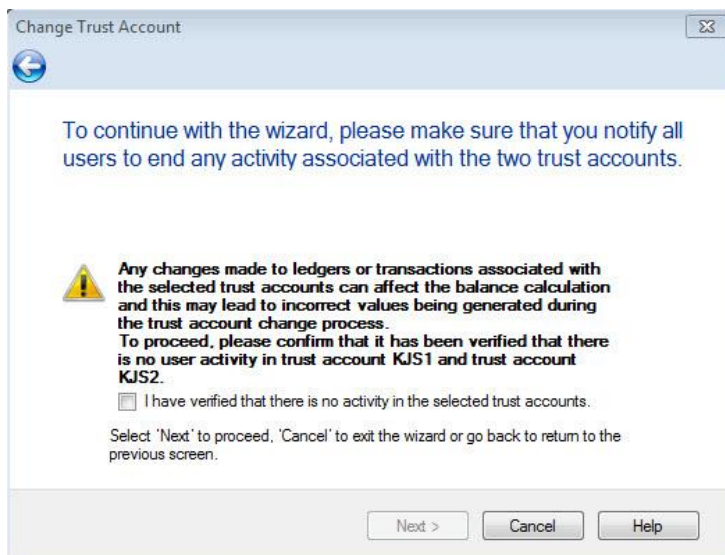 Change Trust Account
To continue with the wizard, please make sure that you notify all
users to end any activity associated with the two trust accounts.
Any changes made to ledgers or transactions associated with
the selected trust accounts can affect the balance calculation
and this may lead to incorrect values being generated during
the trust account change process.
To proceed, please confirm that it has been verified that there
is no user activity in trust account KJS1 and trust account
KJS2.
I have verified that there is no activity in the selected trust accounts.
Select 'Next' to proceed, 'Cancel' to exit the wizard or go back to return to the
previous screen.
Next > Cancel Help